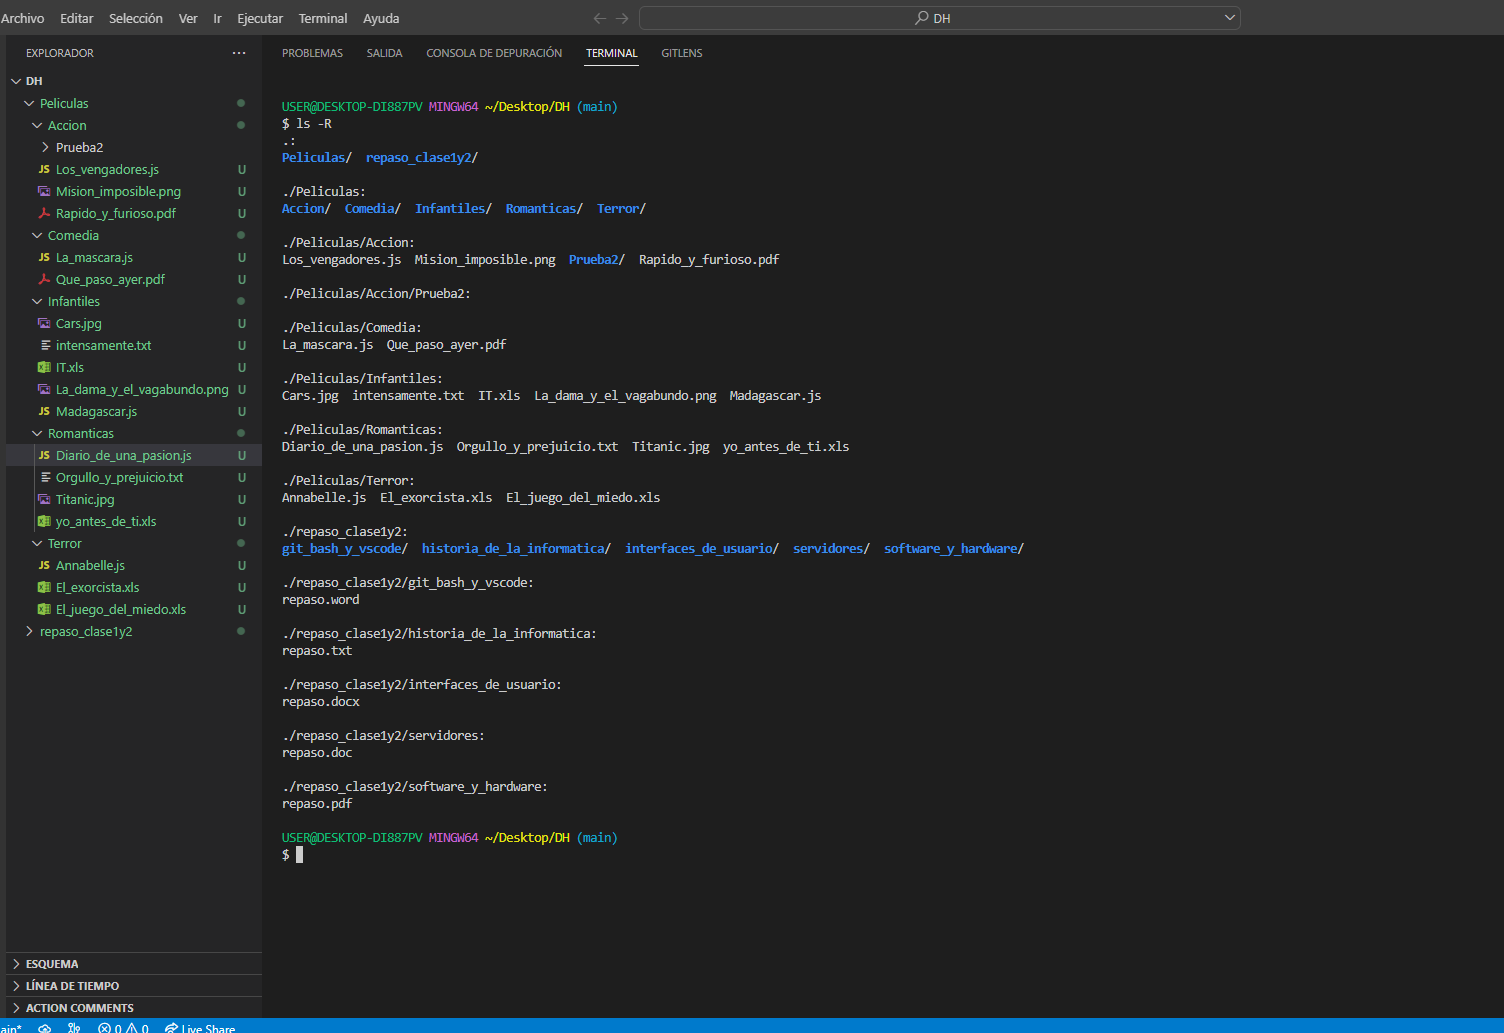 Archivo Editar Selección Ver Ir Ejecutar Terminal Ayuda
DH
EXPLORADOR
DH
Peliculas
Accion
Prueba2
JS Los_vengadores.js U
Mision_imposible.png U
Rapido_y_furioso.pdf U
Comedia
JS La_mascara.js U
Que_paso_ayer.pdf U
Infantiles
Cars.jpg U
intensamente.txt U
IT.xls U
La_dama_y_el_vagabundo.png U
JS Madagascar.js U
Romanticas
JS Diario_de_una_pasion.js U
Orgullo_y_prejuicio.txt U
Titanic.jpg U
yo_antes_de_ti.xls U
Terror
JS Annabelle.js U
El_exorcista.xls U
El_juego_del_miedo.xls U
repaso_clase1y2
ESQUEMA
LÍNEA DE TIEMPO
ACTION COMMENTS
PROBLEMAS SALIDA CONSOLA DE DEPURACIÓN TERMINAL GITLENS
USER@DESKTOP-DI887PV MINGW64 ~/Desktop/DH (main)
$ ls -R
.:
Peliculas/ repaso_clase1y2/
./Peliculas:
Accion/ Comedia/ Infantiles/ Romanticas/ Terror/
./Peliculas/Accion:
Los_vengadores.js Mision_imposible.png Prueba2/ Rapido_y_furioso.pdf
./Peliculas/Accion/Prueba2:
./Peliculas/Comedia:
La_mascara.js Que_paso_ayer.pdf
./Peliculas/Infantiles:
Cars.jpg intensamente.txt IT.xls La_dama_y_el_vagabundo.png Madagascar.js
./Peliculas/Romanticas:
Diario_de_una_pasion.js Orgullo_y_prejuicio.txt Titanic.jpg yo_antes_de_ti.xls
./Peliculas/Terror:
Annabelle.js El_exorcista.xls El_juego_del_miedo.xls
./repaso_clase1y2:
git_bash_y_vscode/ historia_de_la_informatica/ interfaces_de_usuario/ servidores/ software_y_hardware/
./repaso_clase1y2/git_bash_y_vscode:
repaso.word
./repaso_clase1y2/historia_de_la_informatica:
repaso.txt
./repaso_clase1y2/interfaces_de_usuario:
repaso.docx
./repaso_clase1y2/servidores:
repaso.doc
./repaso_clase1y2/software_y_hardware:
repaso.pdf
USER@DESKTOP-DI887PV MINGW64 ~/Desktop/DH (main)
$
ain* 0 0 Live Share